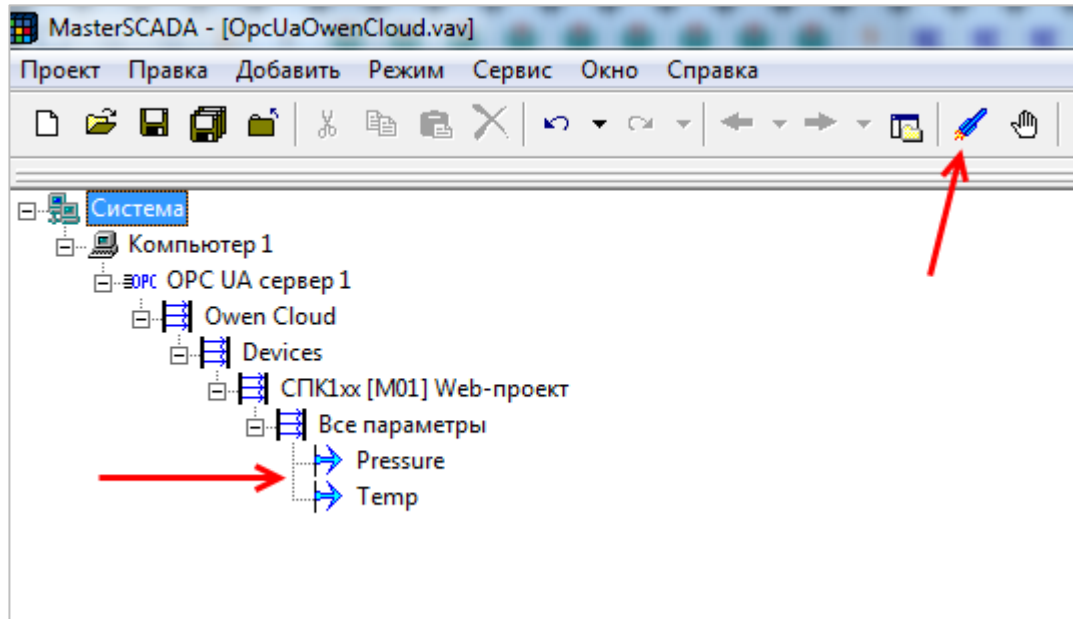 MasterSCADA - [OpcUaOwenCloud.vav]
Проект Правка Добавить Режим Сервис Окно Справка
Система
Компьютер 1
OPC OPC UA сервер 1
Owen Cloud
Devices
СПК1xx [M01] Web-проект
Все параметры
Pressure
Temp